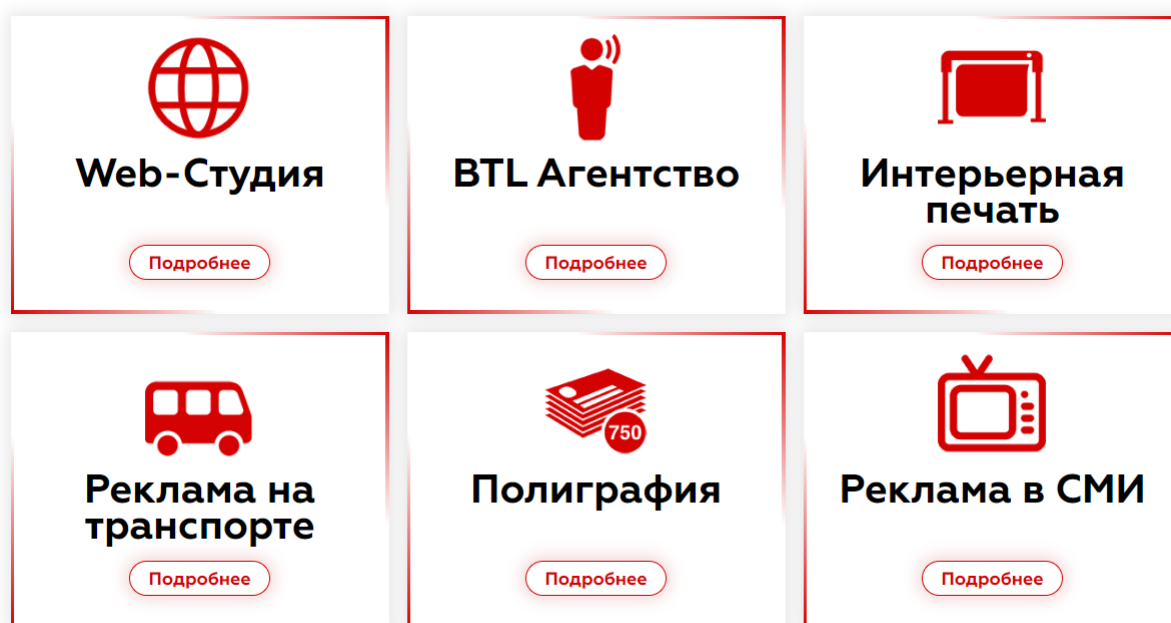 Web-Студия
BTL Агентство
Интерьерная
печать
Подробнее
Подробнее
Подробнее
750
Реклама на
транспорте
Полиграфия
Реклама в СМИ
Подробнее
Подробнее
Подробнее